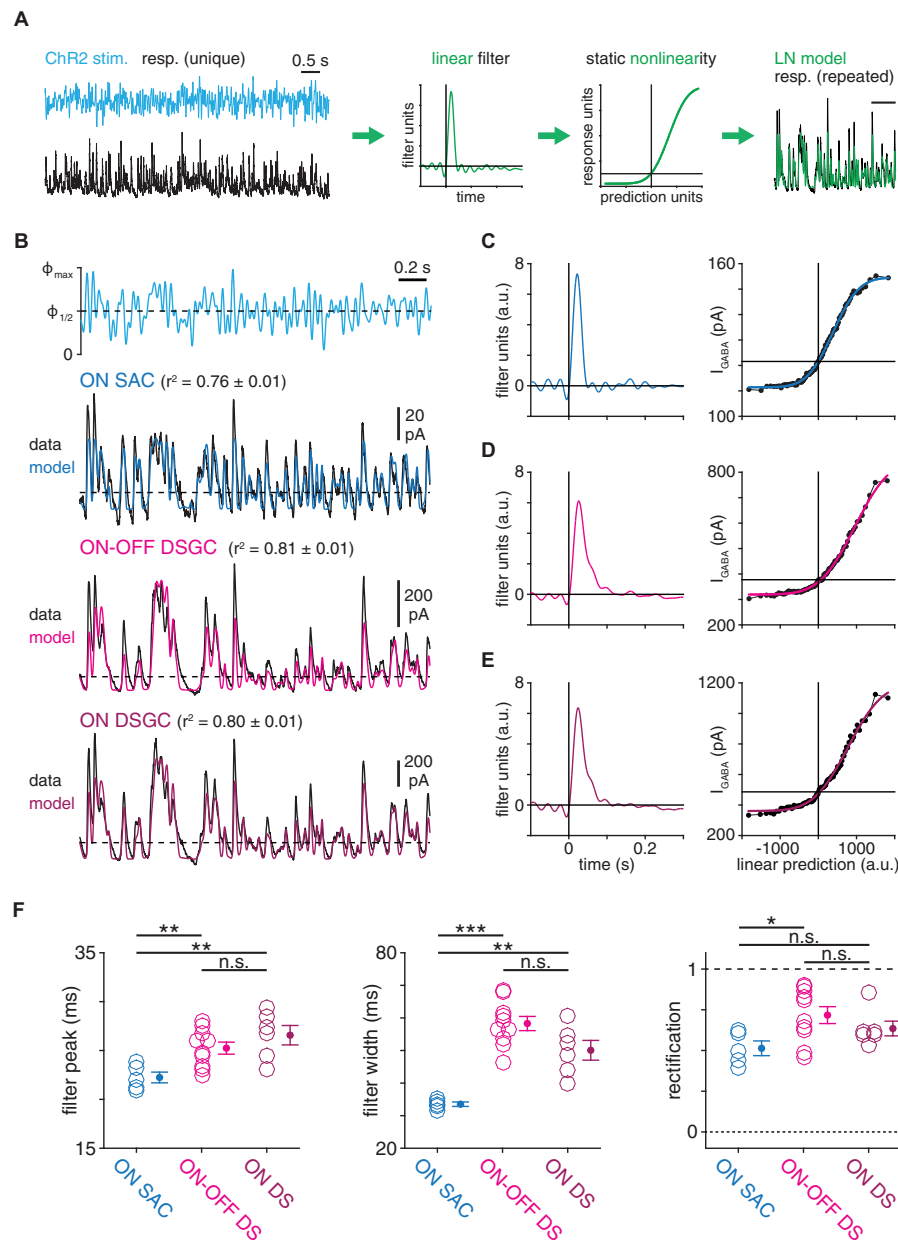 A
ChR2 stim. resp. (unique)
0.5 s
linear filter
filter units
time
static nonlinearity
response units
prediction units
LN model
resp. (repeated)
B
ϕmax
ϕ1/2
0
0.2 s
ON SAC (r² = 0.76 ± 0.01)
data
model
20
pA
ON-OFF DSGC (r² = 0.81 ± 0.01)
data
model
200
pA
ON DSGC (r² = 0.80 ± 0.01)
data
model
200
pA
C
8
0
filter units (a.u.)
160
100
IGABA (pA)
D
8
0
filter units (a.u.)
800
200
IGABA (pA)
E
8
0
filter units (a.u.)
0 0.2
time (s)
1200
200
IGABA (pA)
-1000 1000
linear prediction (a.u.)
F
35
15
filter peak (ms)
**
**
n.s.
ON SAC
ON-OFF DS
ON DS
80
20
filter width (ms)
***
**
n.s.
ON SAC
ON-OFF DS
ON DS
1
0
rectification
*
n.s.
n.s.
ON SAC
ON-OFF DS
ON DS